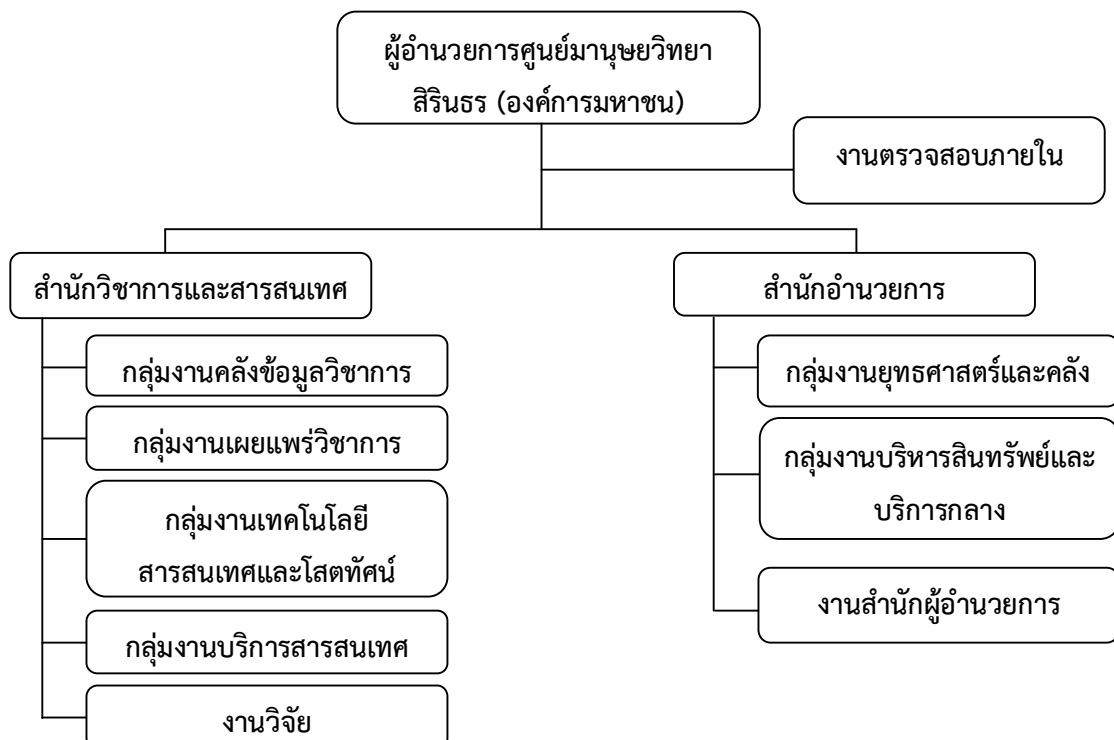 ผู้อำนวยการศูนย์มานุษยวิทยา
สิรินธร (องค์การมหาชน)
งานตรวจสอบภายใน
สำนักวิชาการและสารสนเทศ
กลุ่มงานคลังข้อมูลวิชาการ
กลุ่มงานเผยแพร่วิชาการ
กลุ่มงานเทคโนโลยี
สารสนเทศและโสตทัศน์
กลุ่มงานบริการสารสนเทศ
งานวิจัย
สำนักอำนวยการ
กลุ่มงานยุทธศาสตร์และคลัง
กลุ่มงานบริหารสินทรัพย์และ
บริการกลาง
งานสำนักผู้อำนวยการ